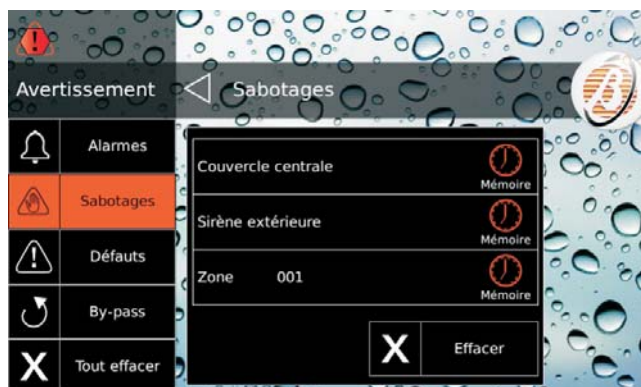 Avertissement
Sabotages
Alarmes
Sabotages
Défauts
By-pass
X Tout effacer
Couvercle centrale
Mémoire
Sirène extérieure
Mémoire
Zone 001
Mémoire
X Effacer